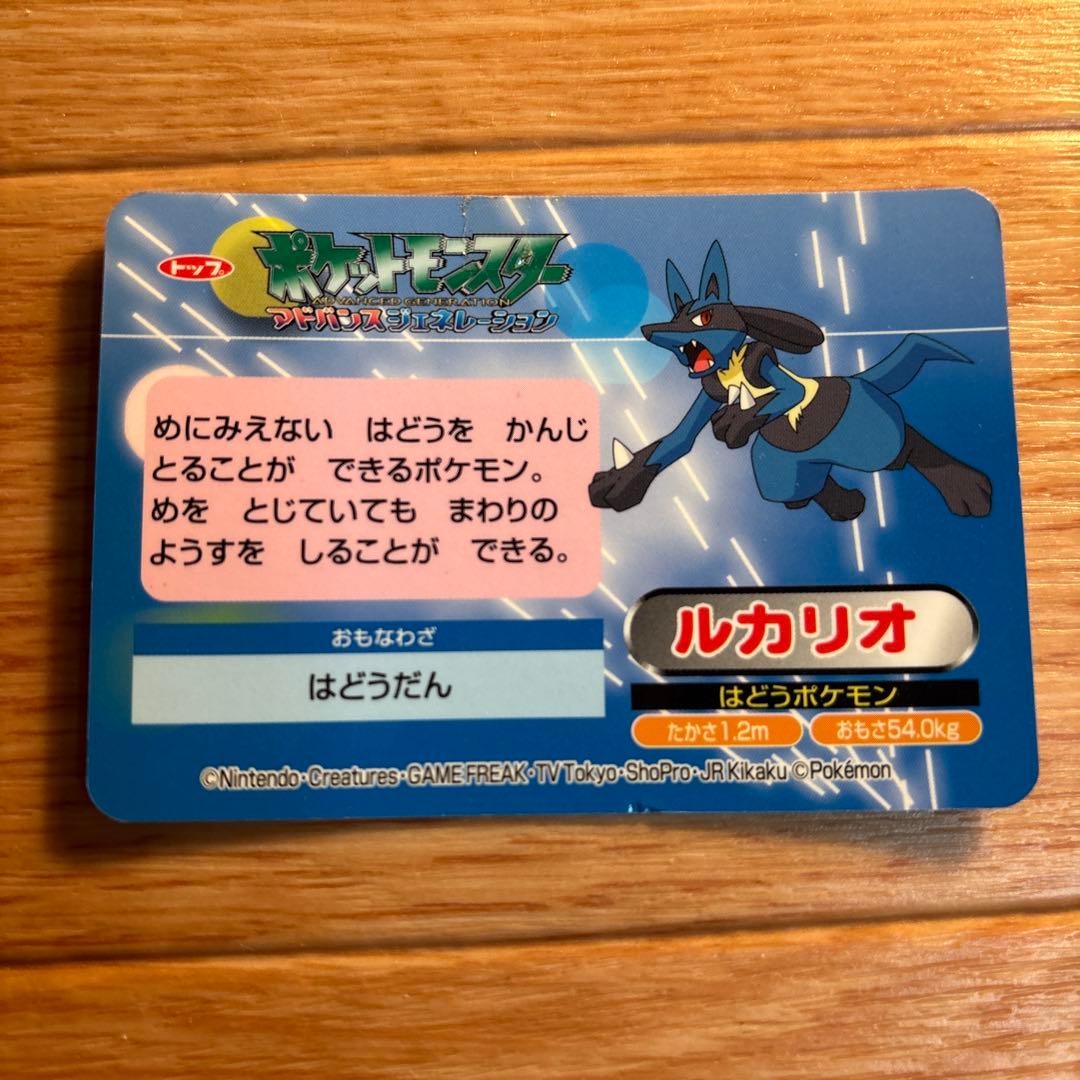 トップ
ポケットモンスター
ADVANCED GENERATION
アドバンスジェネレーション
めにみえない はどうを かんじ
とることが できるポケモン。
めを とじていても まわりの
ようすを しることが できる。
おもなわざ
はどうだん
ルカリオ
はどうポケモン
たかさ1.2m おもさ54.0kg
©Nintendo・Creatures・GAME FREAK・TV Tokyo・ShoPro・JR Kikaku ©Pokémon